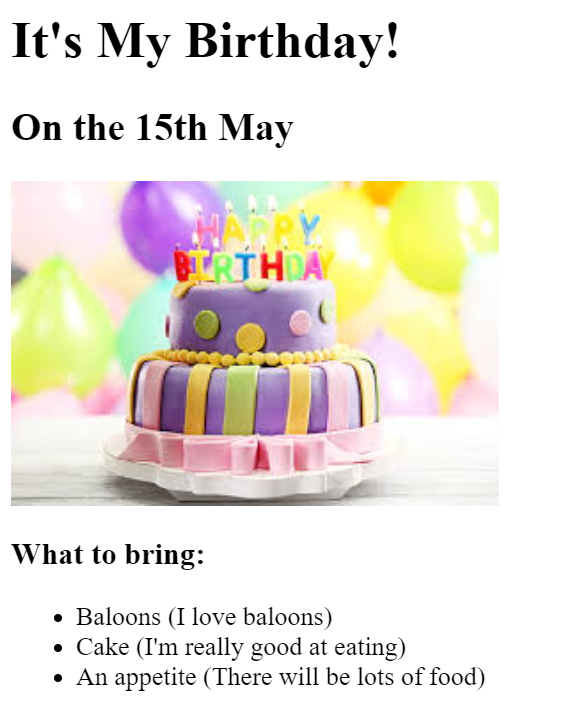 It's My Birthday!
On the 15th May
HAPPY
BIRTHDAY
What to bring:
Baloons (I love baloons)
Cake (I'm really good at eating)
An appetite (There will be lots of food)